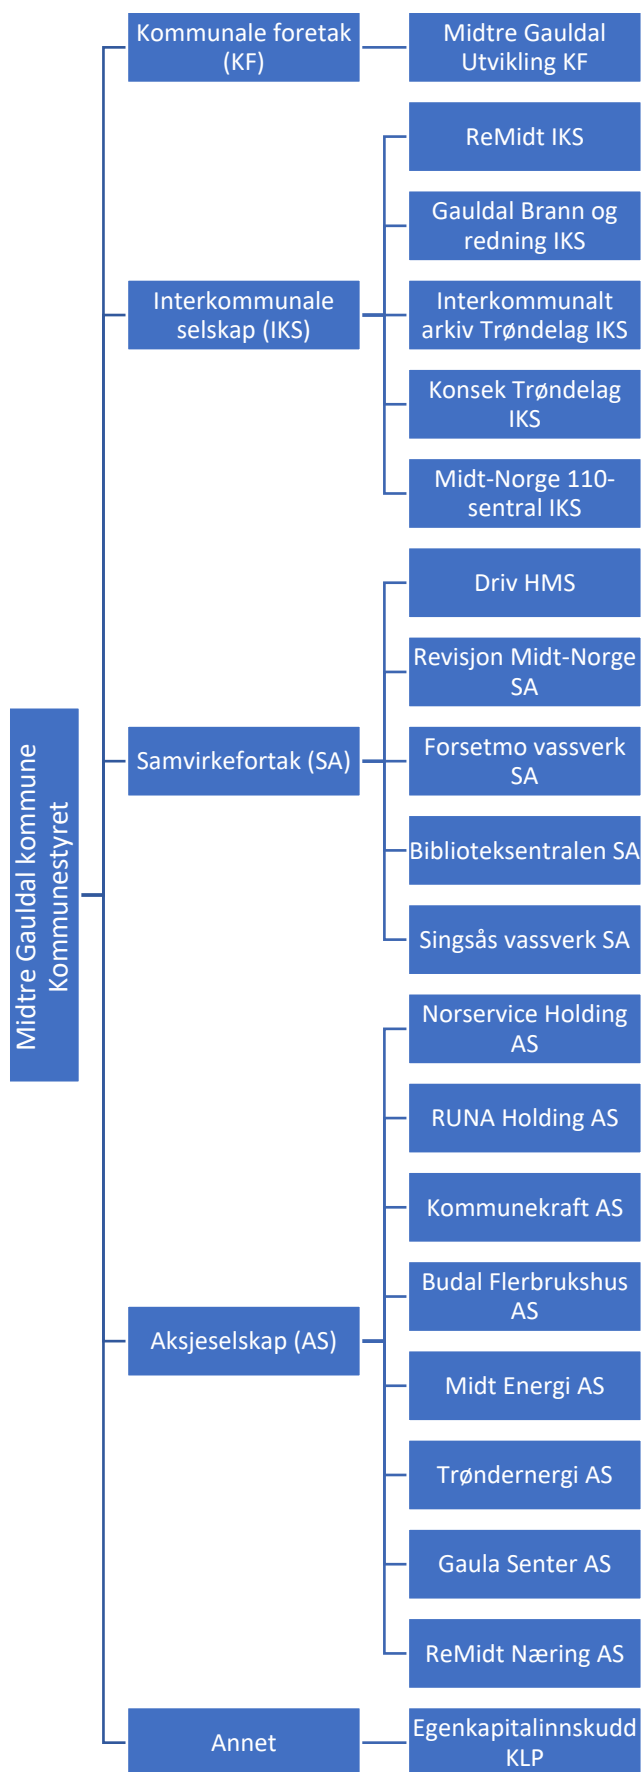 Midtre Gauldal kommune
Kommunestyret
Kommunale foretak
(KF)
Midtre Gauldal
Utvikling KF
Interkommunale
selskap (IKS)
ReMidt IKS
Gauldal Brann og
redning IKS
Interkommunalt
arkiv Trøndelag IKS
Konsek Trøndelag
IKS
Midt-Norge 110-
sentral IKS
Samvirkefortak (SA)
Driv HMS
Revisjon Midt-Norge
SA
Forsetmo vassverk
SA
Biblioteksentralen SA
Singsås vassverk SA
Aksjeselskap (AS)
Norservice Holding
AS
RUNA Holding AS
Kommunekraft AS
Budal Flerbrukshus
AS
Midt Energi AS
Trøndernergi AS
Gaula Senter AS
ReMidt Næring AS
Annet
Egenkapitalinnskudd
KLP